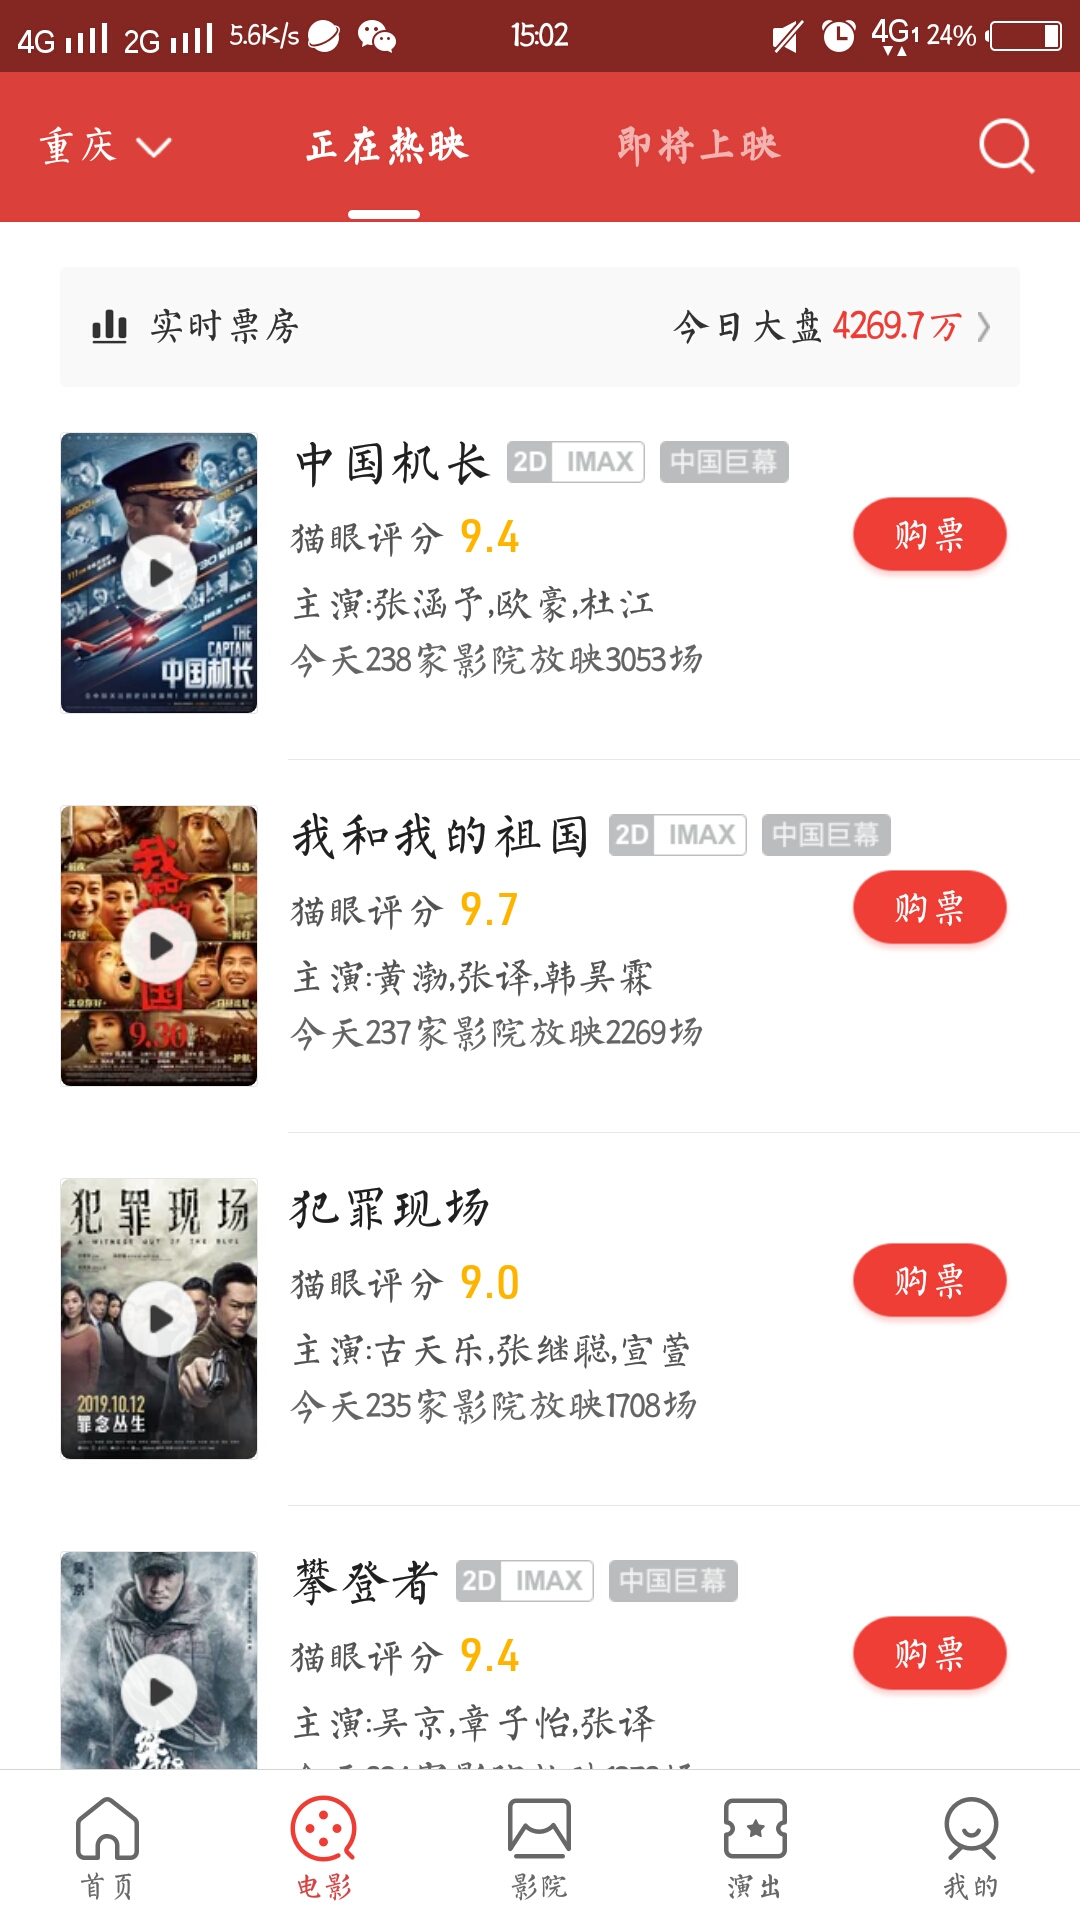 4G 2G 5.6K/s 15:02 4G1 24%
重庆 正在热映 即将上映
实时票房 今日大盘 4269.7万
中国机长 2D IMAX 中国巨幕
猫眼评分 9.4
购票
主演:张涵予,欧豪,杜江
今天238家影院放映3053场
THE
CAPTAIN
中国机长
我和我的祖国 2D IMAX 中国巨幕
猫眼评分 9.7
购票
主演:黄渤,张译,韩昊霖
今天237家影院放映2269场
9.30
犯罪现场
犯罪现场
A WITNESS OUT OF THE BLUE
猫眼评分 9.0
购票
主演:古天乐,张继聪,宣萱
今天235家影院放映1708场
2019.10.12
罪念丛生
攀登者 2D IMAX 中国巨幕
吴京
猫眼评分 9.4
购票
主演:吴京,章子怡,张译
首页 电影 影院 演出 我的